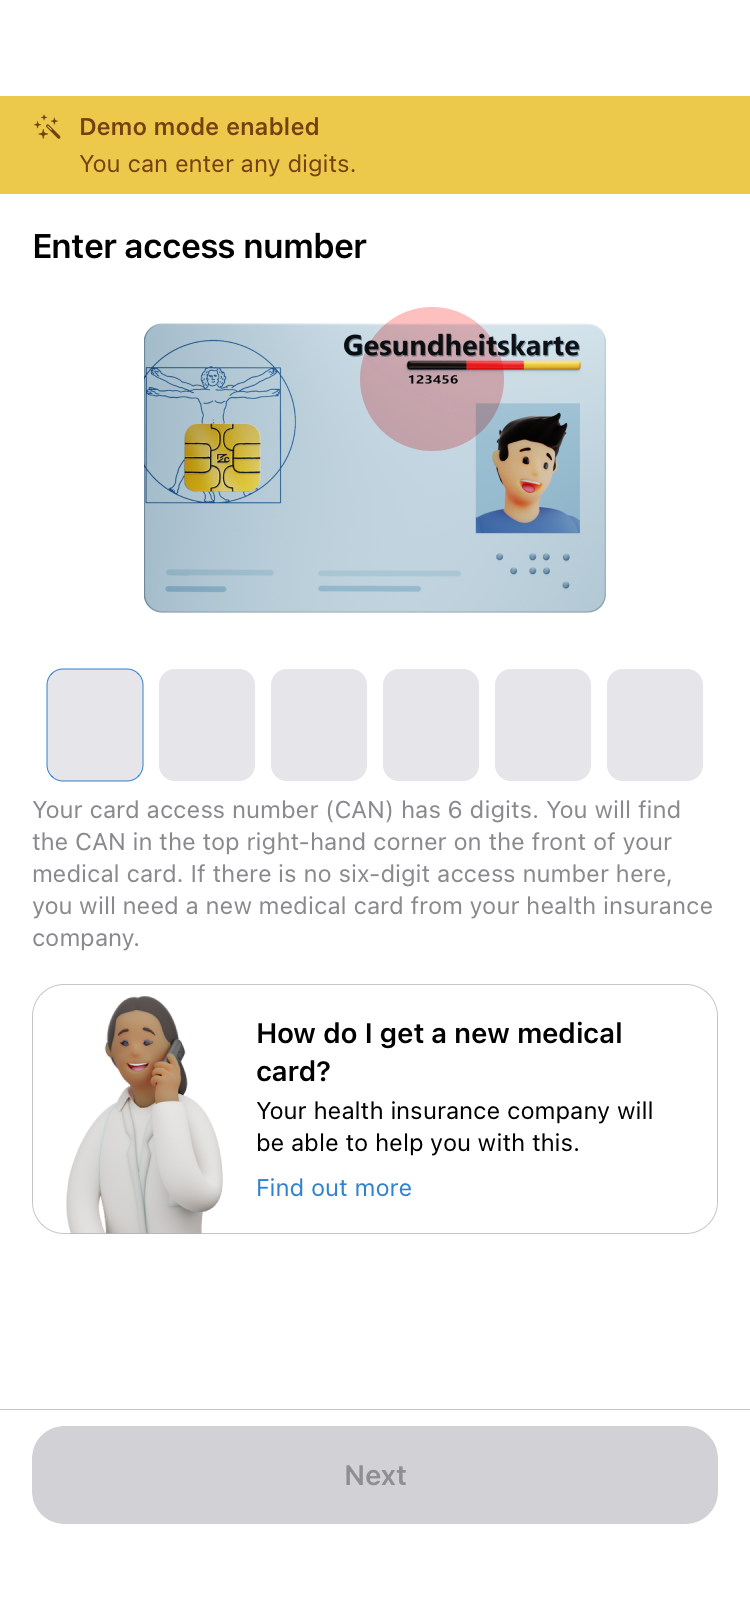 Demo mode enabled
You can enter any digits.
Enter access number
Gesundheitskarte
123456
Your card access number (CAN) has 6 digits. You will find
the CAN in the top right-hand corner on the front of your
medical card. If there is no six-digit access number here,
you will need a new medical card from your health insurance
company.
How do I get a new medical
card?
Your health insurance company will
be able to help you with this.
Find out more
Next